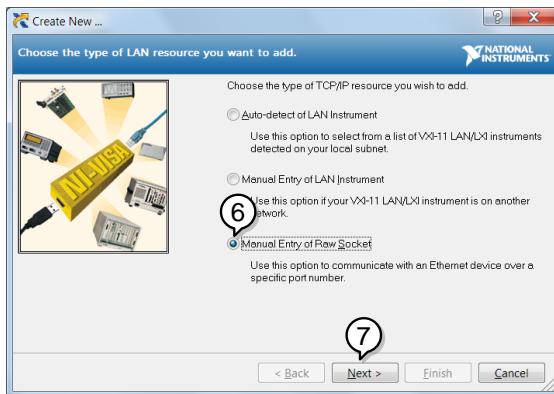 Create New ...
Choose the type of LAN resource you want to add.
NATIONAL
INSTRUMENTS
Choose the type of TCP/IP resource you wish to add.
Auto-detect of LAN Instrument
Use this option to select from a list of VXI-11 LAN/LXI instruments
detected on your local subnet.
Manual Entry of LAN Instrument
Use this option if your VXI-11 LAN/LXI instrument is on another
network.
6
Manual Entry of Raw Socket
Use this option to communicate with an Ethernet device over a
specific port number.
NI-VISA
7
< Back
Next >
Finish
Cancel